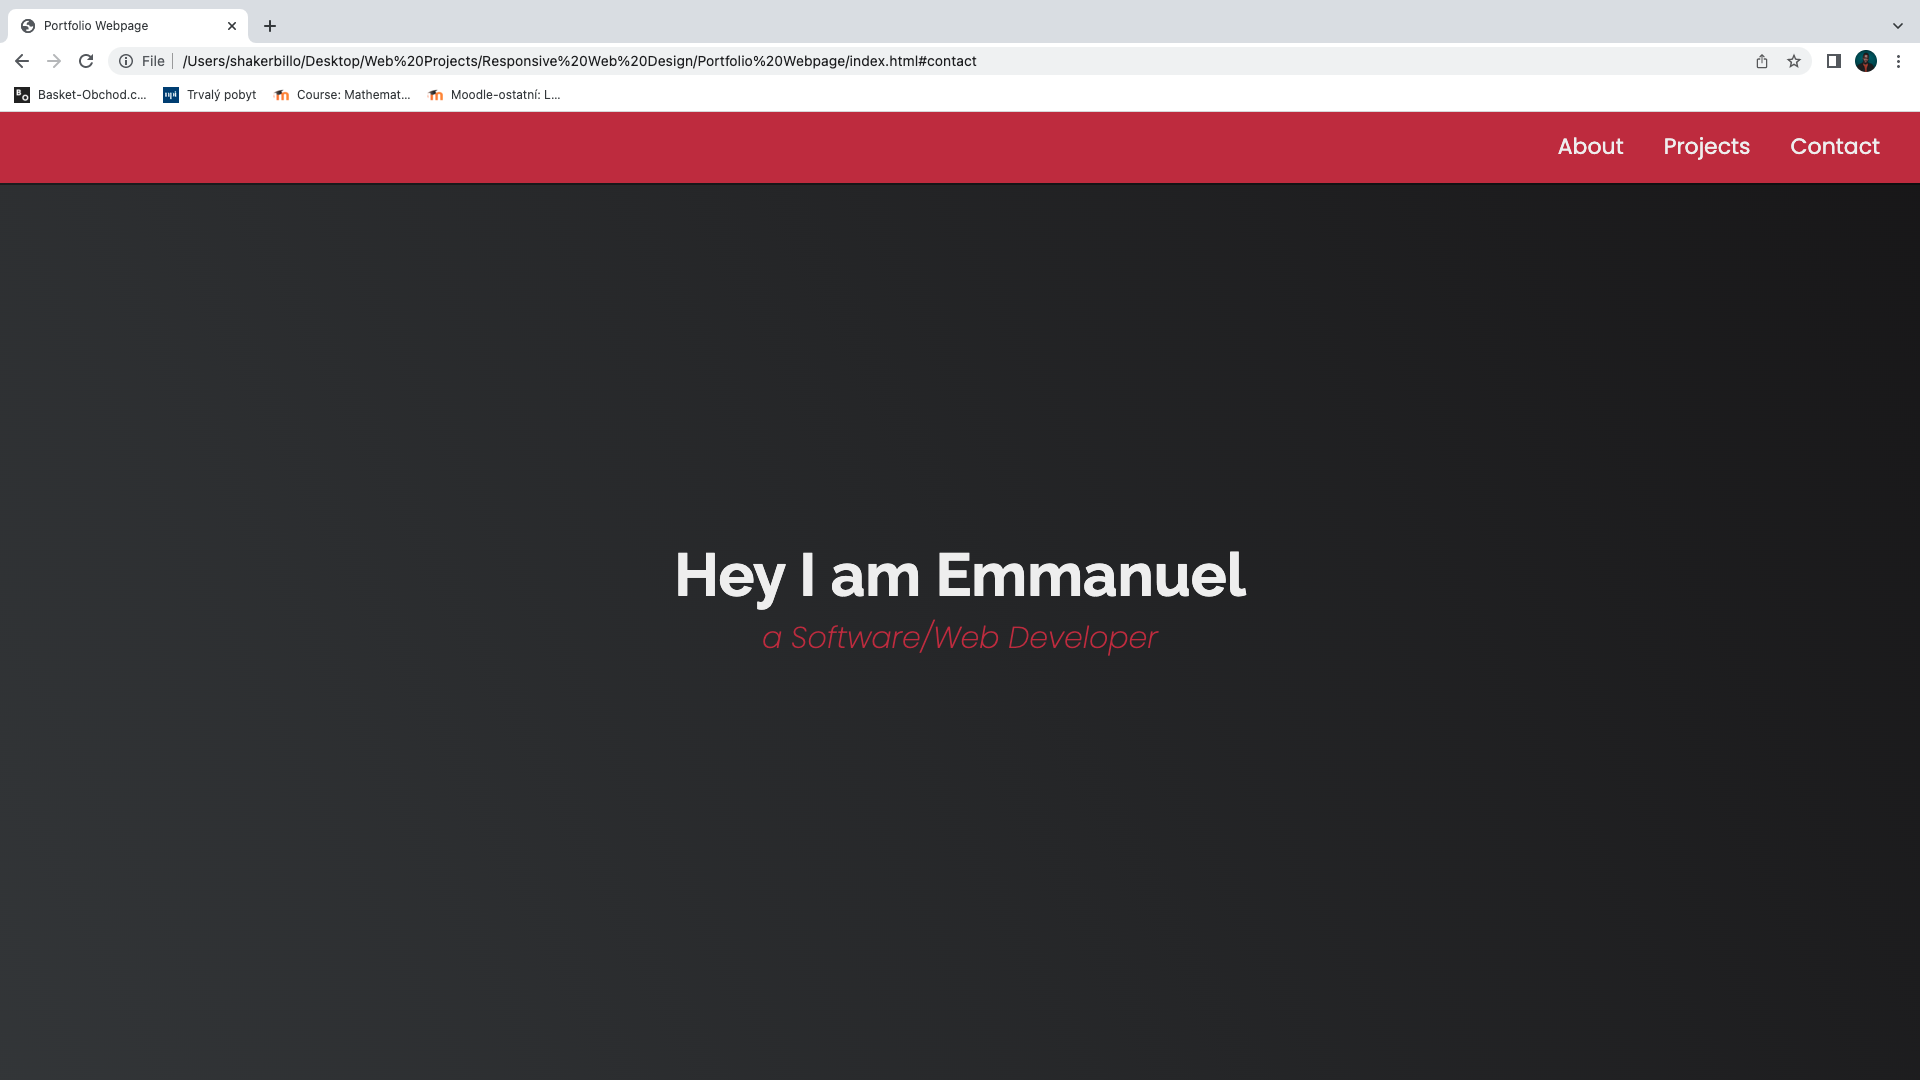 Portfolio Webpage
File /Users/shakerbillo/Desktop/Web%20Projects/Responsive%20Web%20Design/Portfolio%20Webpage/index.html#contact
Basket-Obchod.c... Trvalý pobyt Course: Mathemat... Moodle-ostatní: L...
About Projects Contact
Hey I am Emmanuel
a Software/Web Developer